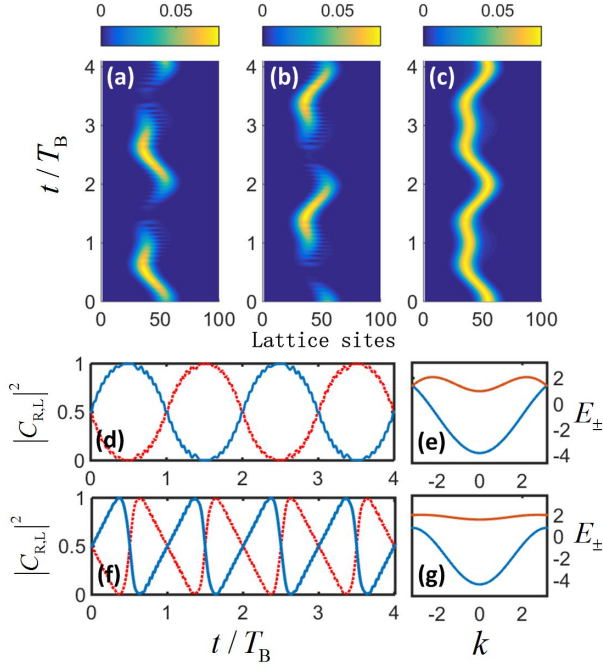 0 0.05 0 0.05 0 0.05
(a) (b) (c)
4
3
2
1
0
t / T_B
0 50 100 0 50 100 0 50 100
Lattice sites
|C_R,L|^2
1
0.5
0
(d)
0 1 2 3 4
(e)
2
0
-2
-4
E_±
-2 0 2
|C_R,L|^2
1
0.5
0
(f)
0 1 2 3 4
(g)
2
0
-2
-4
E_±
-2 0 2
t / T_B k